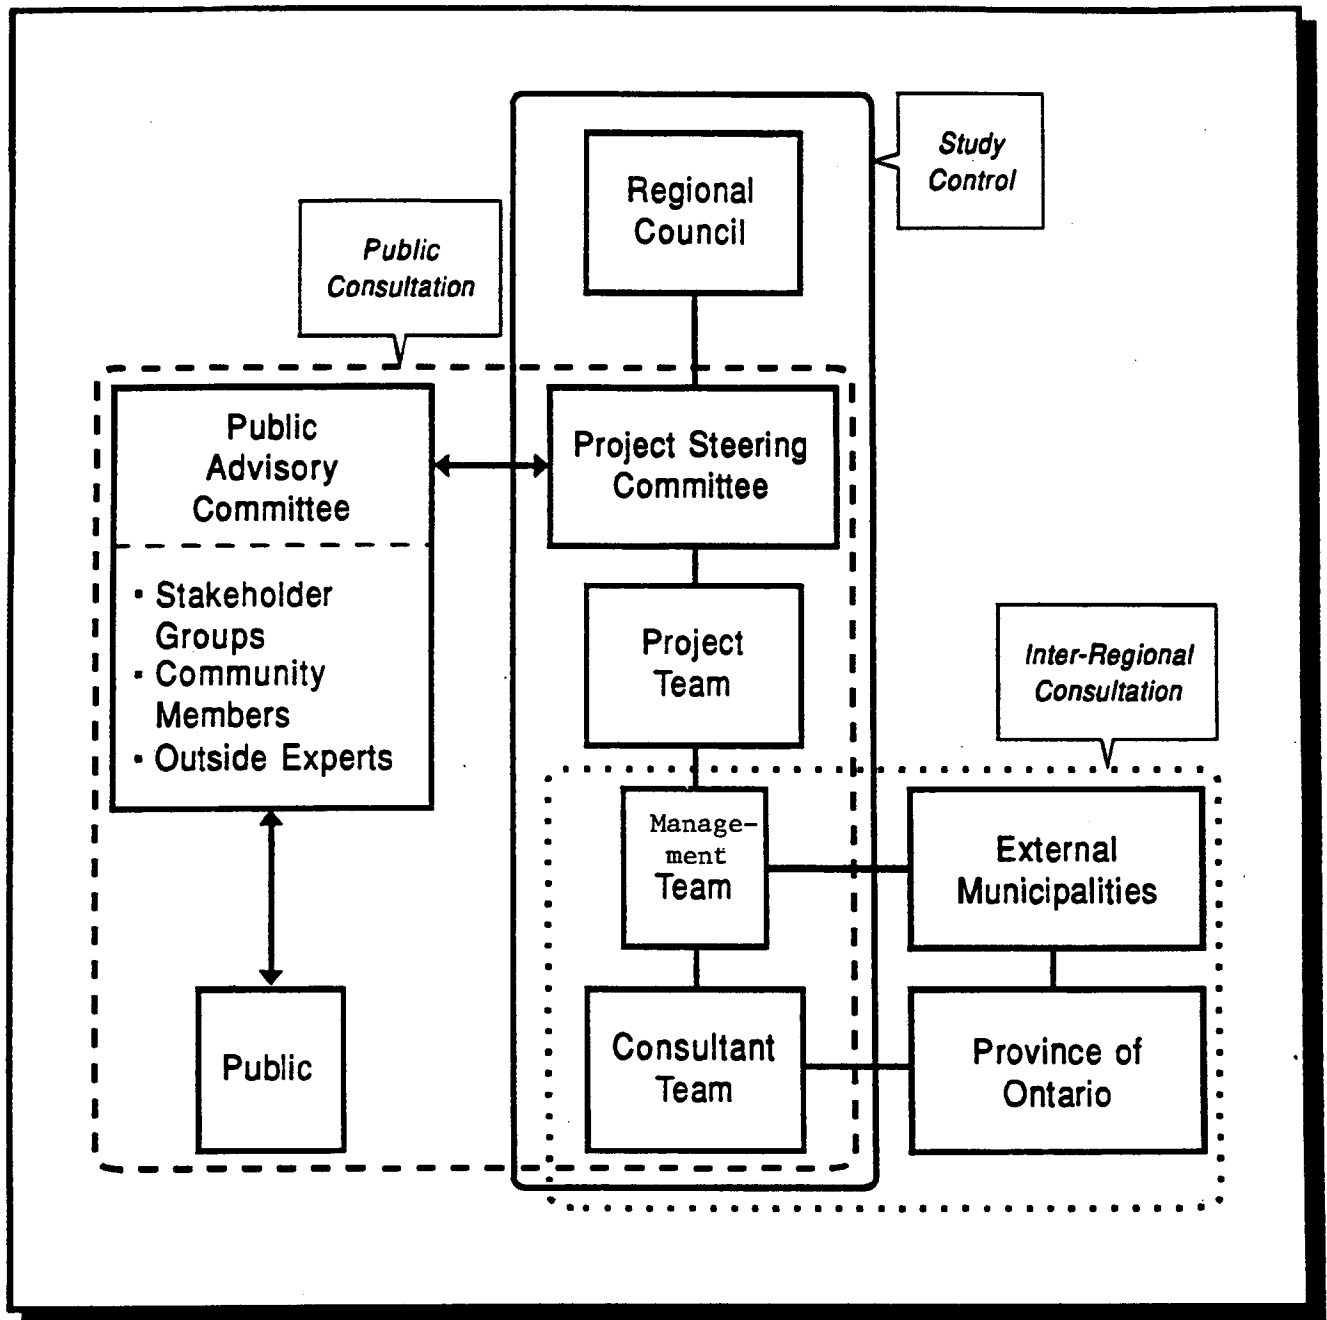 Study
Control
Regional
Council
Public
Consultation
Public
Advisory
Committee
Project Steering
Committee
▪ Stakeholder
Groups
▪ Community
Members
▪ Outside Experts
Project
Team
Inter-Regional
Consultation
Manage-
ment
Team
External
Municipalities
Public
Consultant
Team
Province of
Ontario